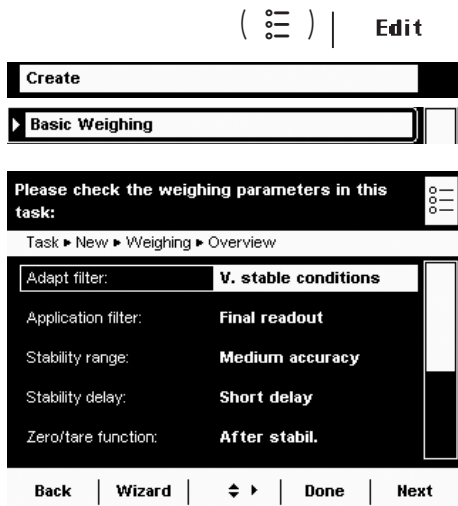 Edit
Create
Basic Weighing
Please check the weighing parameters in this
task:
Task ▸ New ▸ Weighing ▸ Overview
Adapt filter: V. stable conditions
Application filter: Final readout
Stability range: Medium accuracy
Stability delay: Short delay
Zero/tare function: After stabil.
Back Wizard Done Next